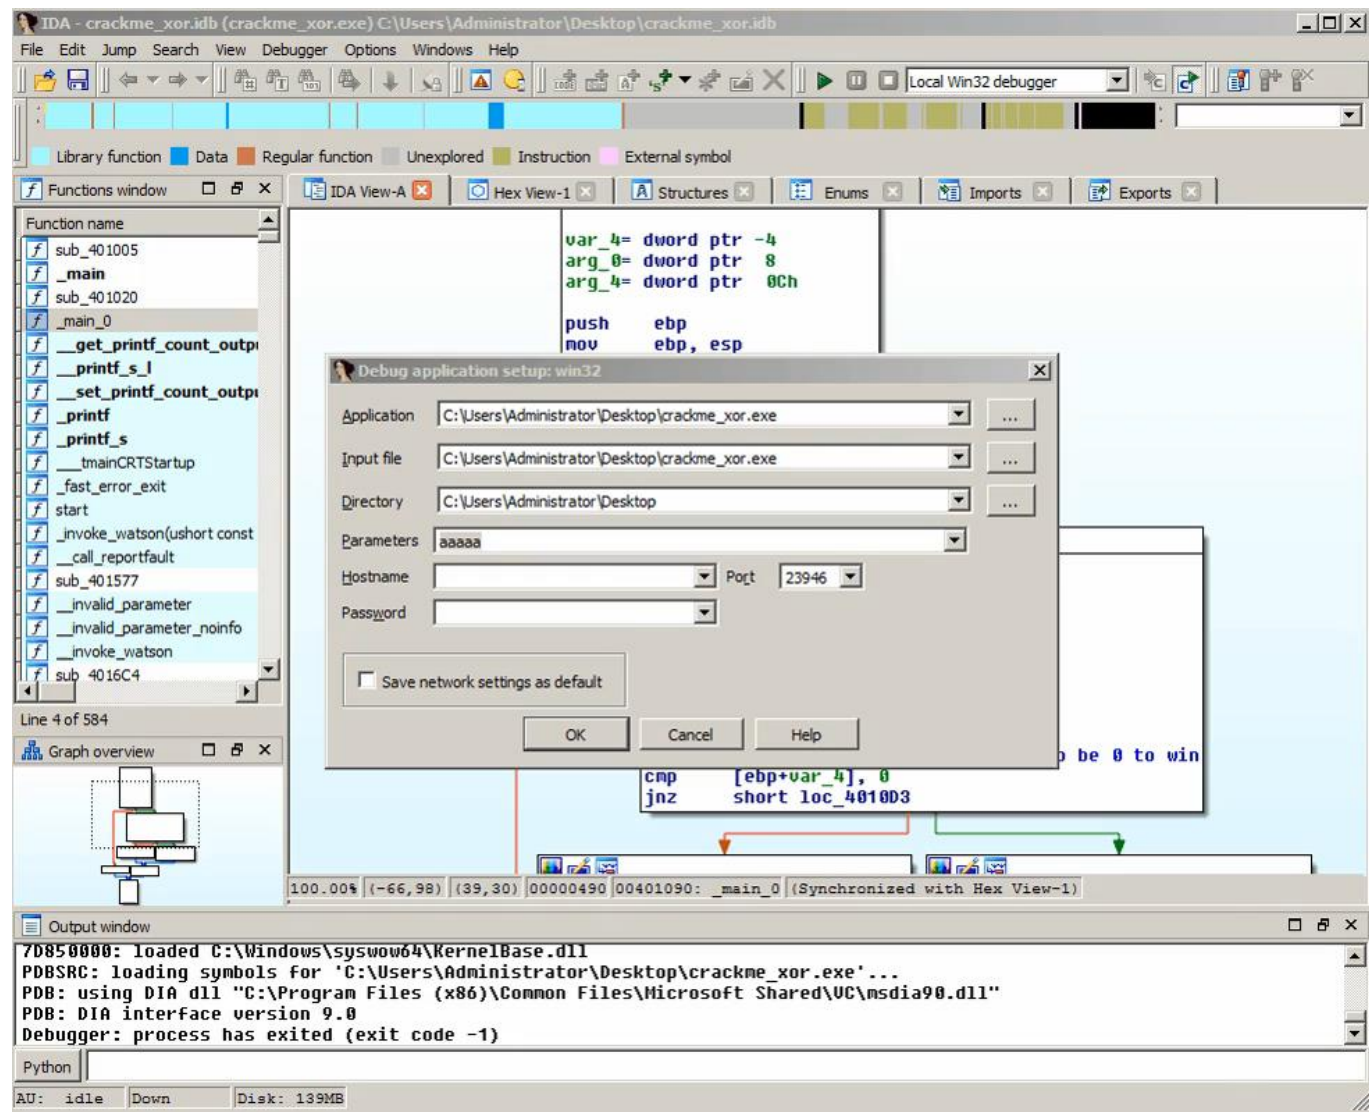 IDA - crackme_xor.idb (crackme_xor.exe) C:\Users\Administrator\Desktop\crackme_xor.idb
File Edit Jump Search View Debugger Options Windows Help
Local Win32 debugger
Library function Data Regular function Unexplored Instruction External symbol
Functions window
IDA View-A Hex View-1 Structures Enums Imports Exports
Function name
sub_401005
_main
sub_401020
_main_0
__get_printf_count_outpu
__printf_s_l
__set_printf_count_outpu
_printf
_printf_s
___tmainCRTStartup
_fast_error_exit
start
_invoke_watson(ushort const
__call_reportfault
sub_401577
__invalid_parameter
__invalid_parameter_noinfo
__invoke_watson
sub_4016C4
Line 4 of 584
Graph overview
var_4= dword ptr -4
arg_0= dword ptr 8
arg_4= dword ptr 0Ch
push ebp
mov ebp, esp
Debug application setup: win32
Application C:\Users\Administrator\Desktop\crackme_xor.exe ...
Input file C:\Users\Administrator\Desktop\crackme_xor.exe ...
Directory C:\Users\Administrator\Desktop ...
Parameters aaaaa
Hostname Port 23946
Password
Save network settings as default
OK Cancel Help
be 0 to win
cmp [ebp+var_4], 0
jnz short loc_4010D3
100.00% (-66,98) (39,30) 00000490 00401090: _main_0 (Synchronized with Hex View-1)
Output window
7D850000: loaded C:\Windows\syswow64\KernelBase.dll
PDBSRC: loading symbols for 'C:\Users\Administrator\Desktop\crackme_xor.exe'...
PDB: using DIA dll "C:\Program Files (x86)\Common Files\Microsoft Shared\VC\msdia90.dll"
PDB: DIA interface version 9.0
Debugger: process has exited (exit code -1)
Python
AU: idle Down Disk: 139MB